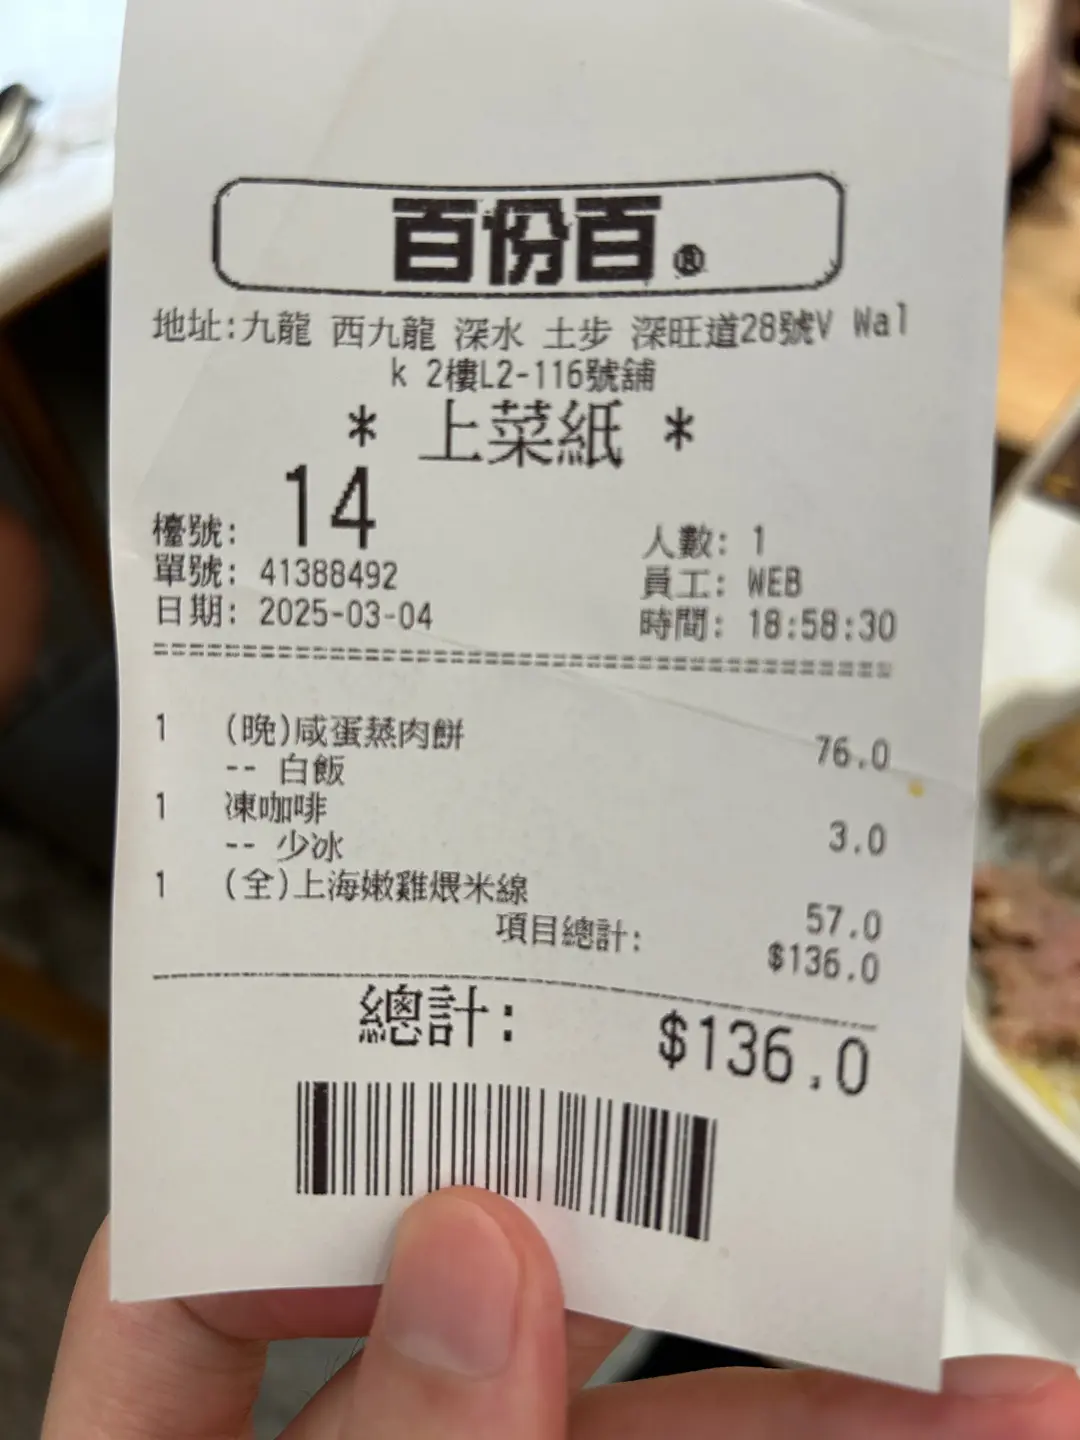 百份百®
地址:九龍 西九龍 深水 土步 深旺道28號V Wal
k 2樓L2-116號舖
* 上菜紙 *
檯號: 14 人數: 1
單號: 41388492 員工: WEB
日期: 2025-03-04 時間: 18:58:30
1 (晚)咸蛋蒸肉餅 76.0
-- 白飯
1 凍咖啡 3.0
-- 少冰
1 (全)上海嫩雞煨米線 57.0
項目總計: $136.0
總計: $136.0